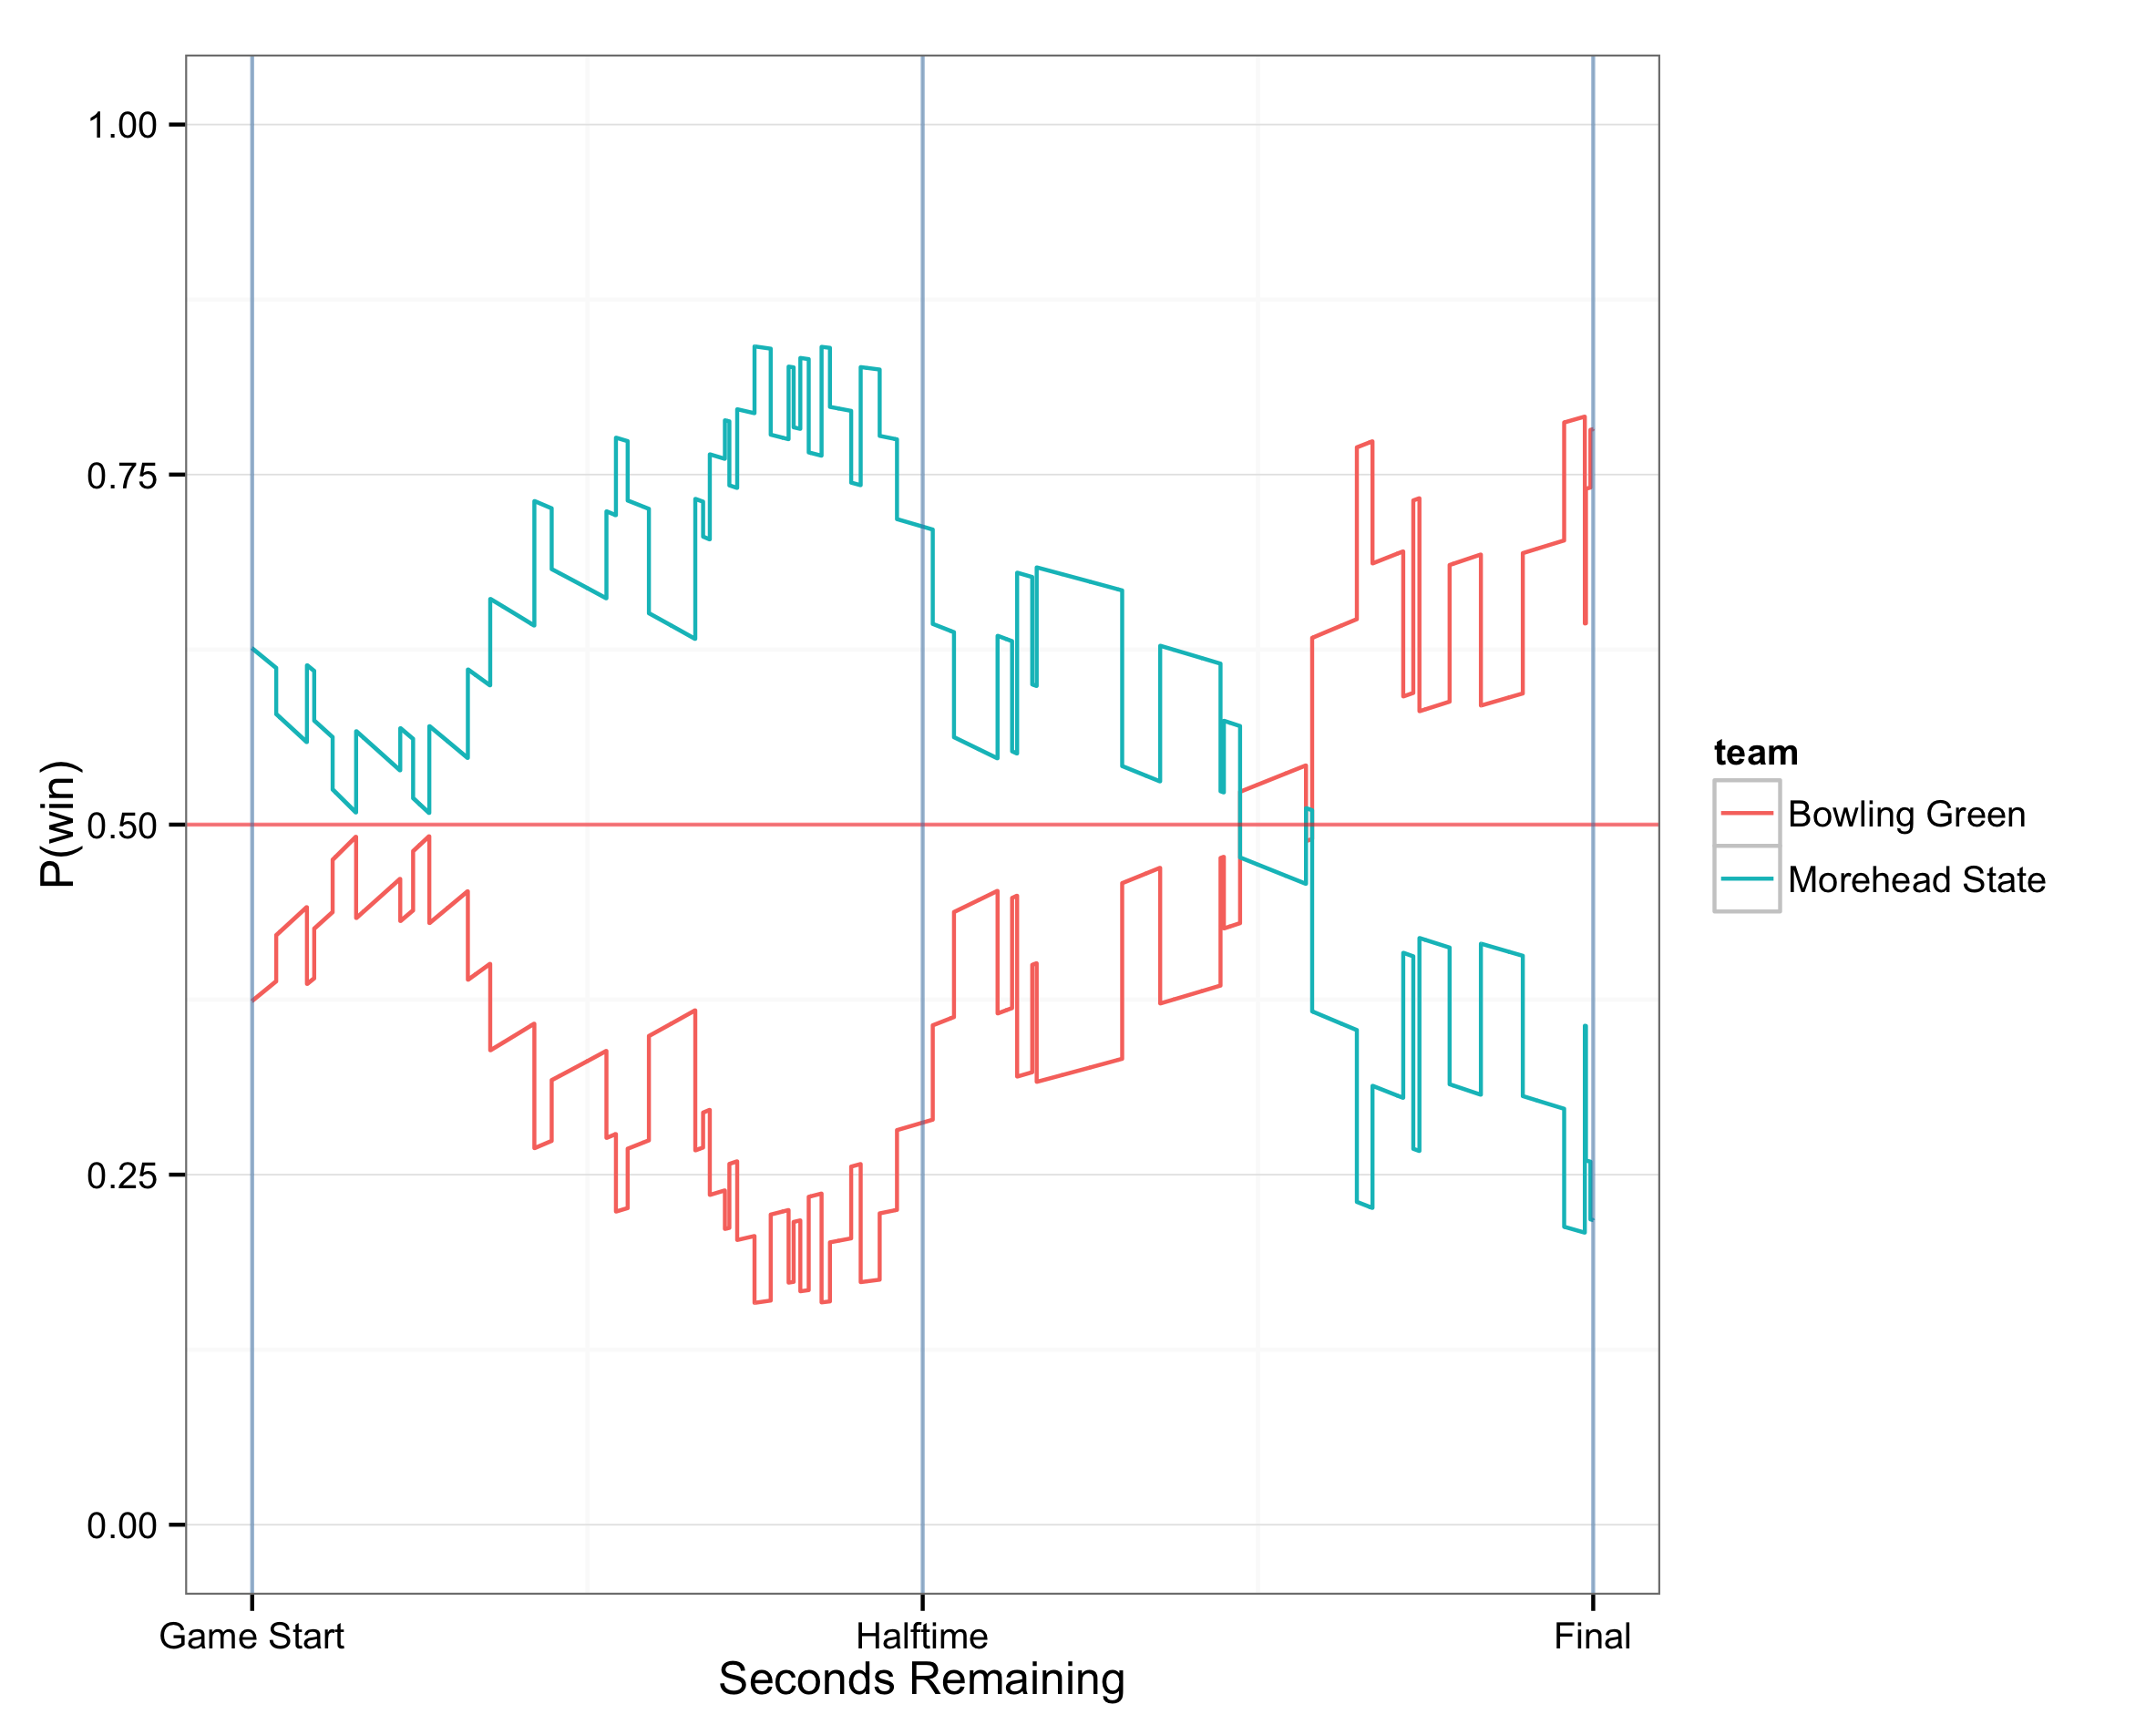 1.00
0.75
0.50
0.25
0.00
P(win)
Game Start
Halftime
Final
Seconds Remaining
team
Bowling Green
Morehead State